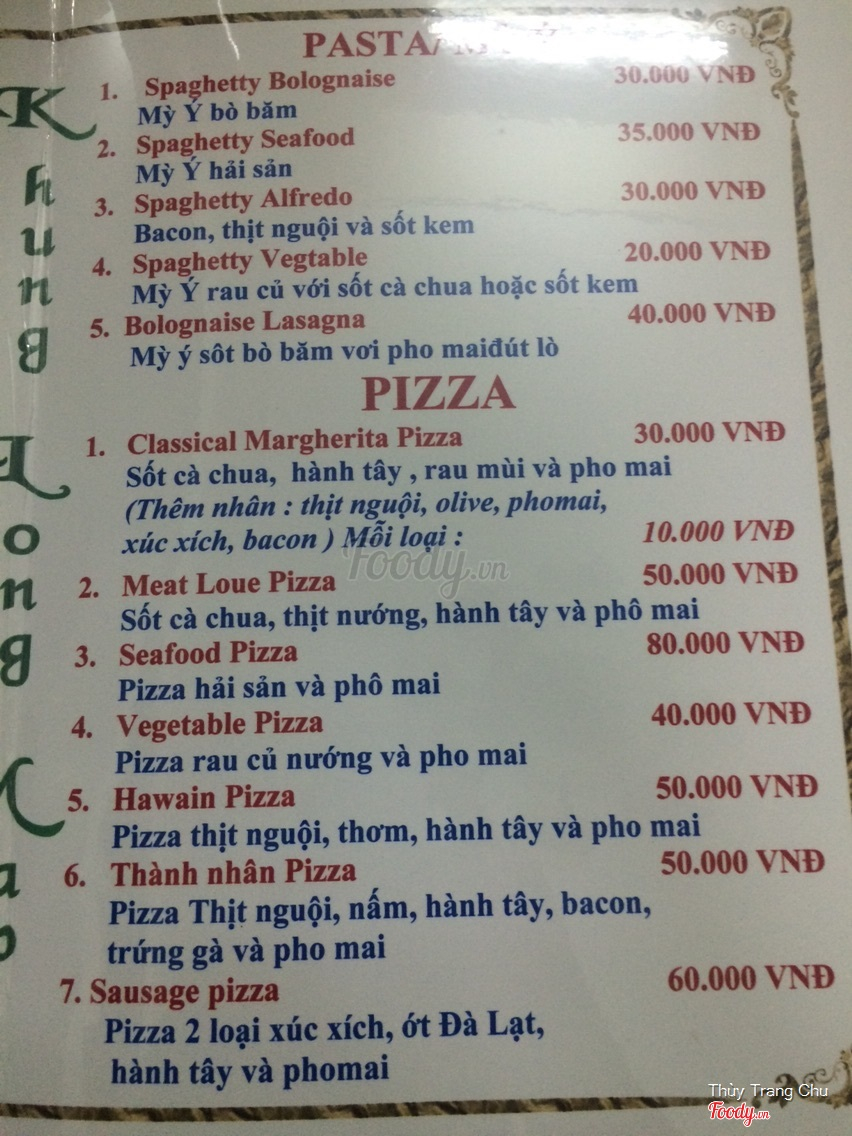 PASTA/
1. Spaghetty Bolognaise 30.000 VNĐ
Mỳ Ý bò băm
2. Spaghetty Seafood 35.000 VNĐ
Mỳ Ý hải sản
3. Spaghetty Alfredo 30.000 VNĐ
Bacon, thịt nguội và sốt kem
4. Spaghetty Vegtable 20.000 VNĐ
Mỳ Ý rau củ với sốt cà chua hoặc sốt kem
5. Bolognaise Lasagna 40.000 VNĐ
Mỳ ý sôt bò băm vơi pho maiđút lò
PIZZA
1. Classical Margherita Pizza 30.000 VNĐ
Sốt cà chua, hành tây , rau mùi và pho mai
(Thêm nhân : thịt nguội, olive, phomai,
xúc xích, bacon ) Mỗi loại : 10.000 VNĐ
2. Meat Loue Pizza 50.000 VNĐ
Sốt cà chua, thịt nướng, hành tây và phô mai
3. Seafood Pizza 80.000 VNĐ
Pizza hải sản và phô mai
4. Vegetable Pizza 40.000 VNĐ
Pizza rau củ nướng và pho mai
5. Hawain Pizza 50.000 VNĐ
Pizza thịt nguội, thơm, hành tây và pho mai
6. Thành nhân Pizza 50.000 VNĐ
Pizza Thịt nguội, nấm, hành tây, bacon,
trứng gà và pho mai
7. Sausage pizza 60.000 VNĐ
Pizza 2 loại xúc xích, ớt Đà Lạt,
hành tây và phomai
Khung
Long
Foody.vn
Thùy Trang Chu
Foody.vn